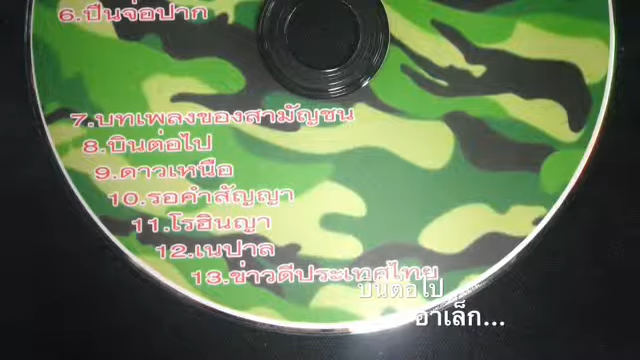 6.ปืนจ่อปาก
7.บทเพลงของสามัญชน
8.บินต่อไป
9.ดาวเหนือ
10.รอคำสัญญา
11.โรฮินญา
12.เนปาล
13.ข่าวดีประเทศไทย
บินต่อไป
อาเล็ก...